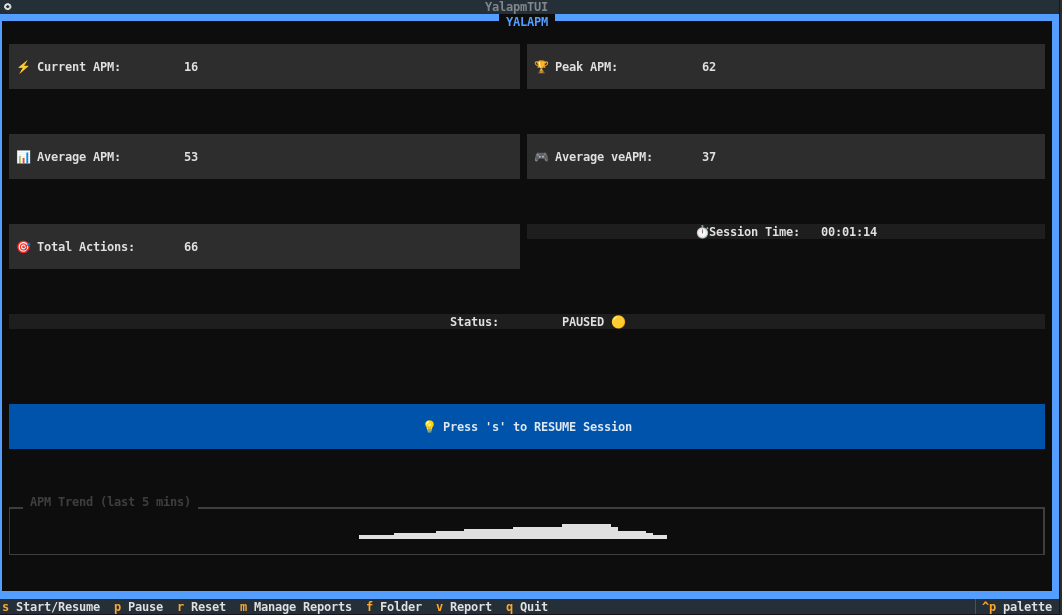 YalapmTUI
YALAPM
⚡ Current APM: 16
🏆 Peak APM: 62
📊 Average APM: 53
🎮 Average veAPM: 37
🎯 Total Actions: 66
⏱Session Time: 00:01:14
Status: PAUSED 🟡
💡 Press 's' to RESUME Session
APM Trend (last 5 mins)
s Start/Resume p Pause r Reset m Manage Reports f Folder v Report q Quit ^p palette